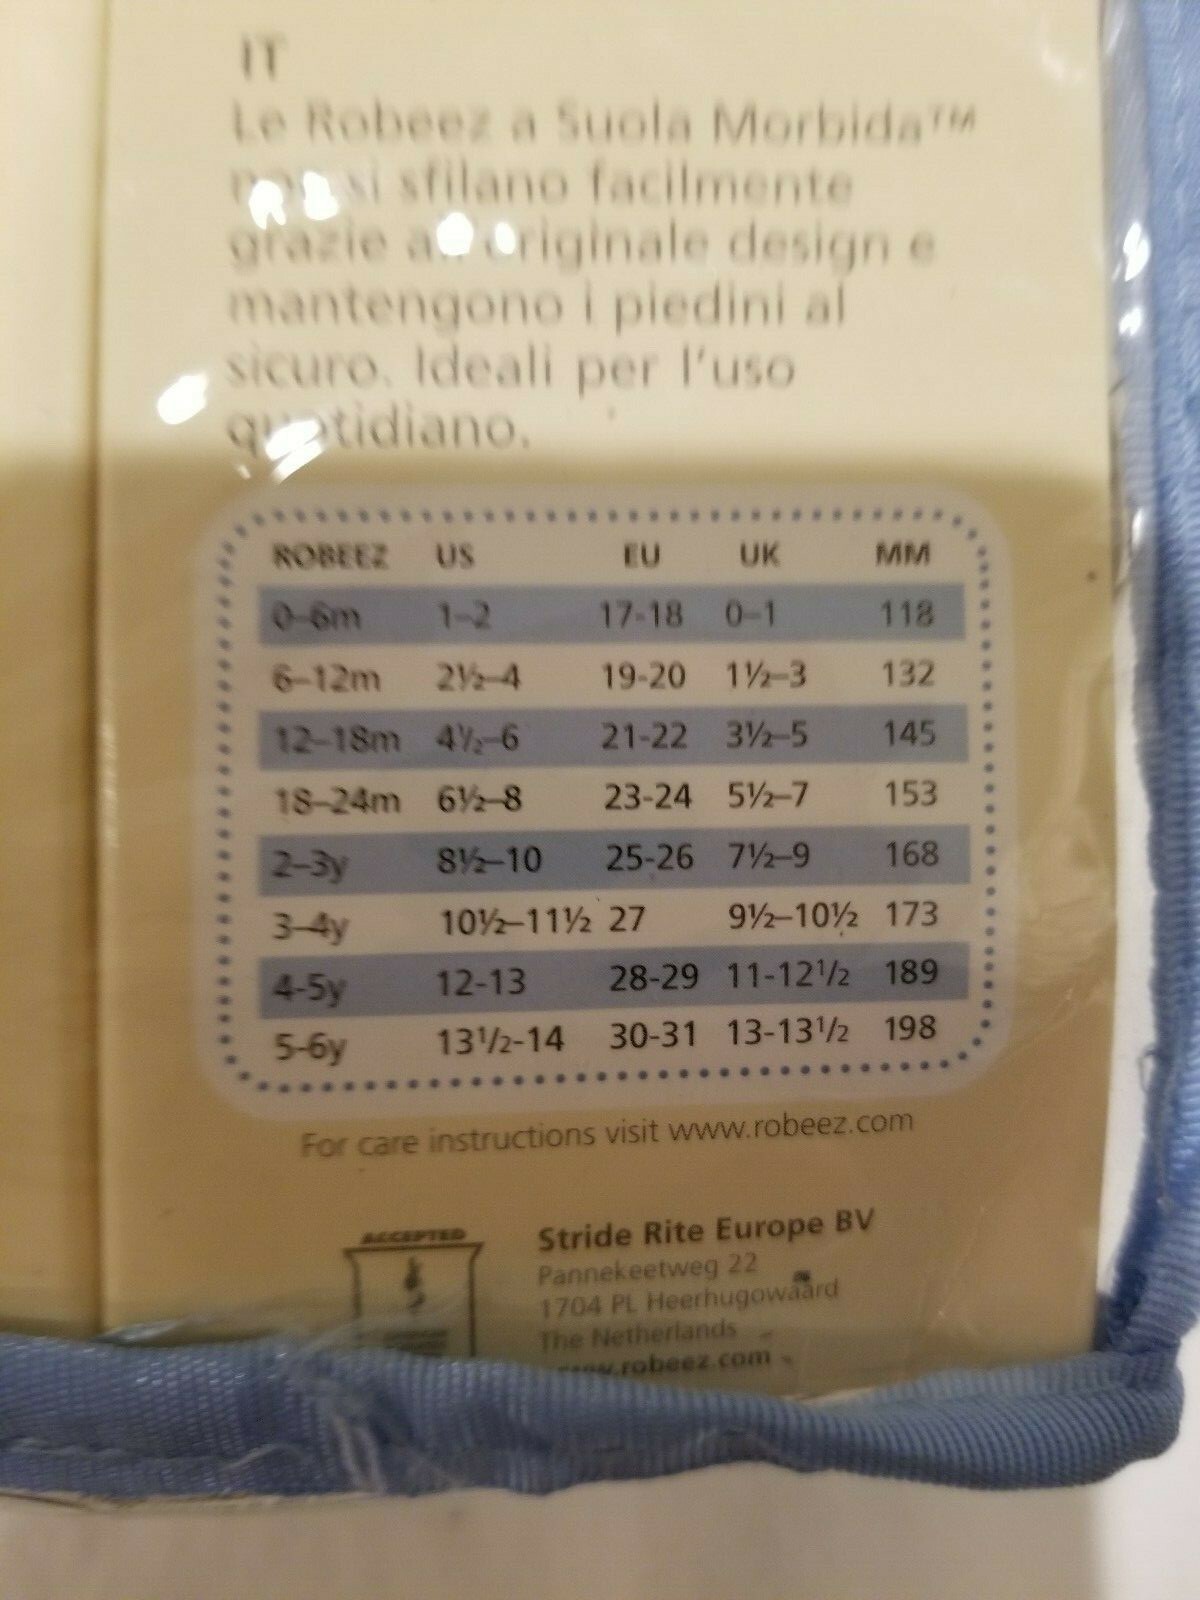 IT
Le Robeez a Suola Morbida™
non si sfilano facilmente
grazie all'originale design e
mantengono i piedini al
sicuro. Ideali per l'uso
quotidiano.
ROBEEZ US EU UK MM
0–6m 1–2 17-18 0–1 118
6–12m 2½–4 19-20 1½–3 132
12–18m 4½–6 21-22 3½–5 145
18–24m 6½–8 23-24 5½–7 153
2–3y 8½–10 25-26 7½–9 168
3–4y 10½–11½ 27 9½–10½ 173
4-5y 12-13 28-29 11-12½ 189
5-6y 13½-14 30-31 13-13½ 198
For care instructions visit www.robeez.com
ACCEPTED
Stride Rite Europe BV
Pannekeetweg 22
1704 PL Heerhugowaard
The Netherlands
www.robeez.com